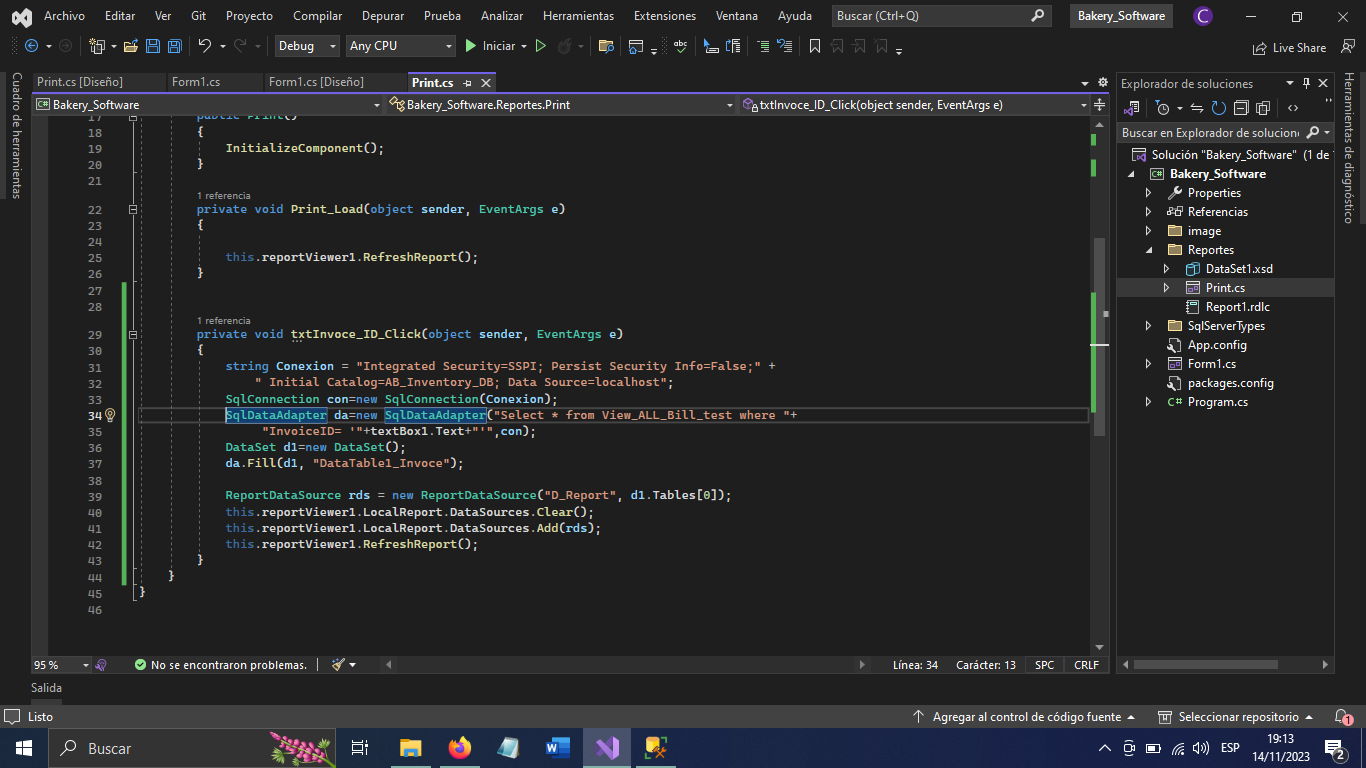 Archivo Editar Ver Git Proyecto Compilar Depurar Prueba Analizar Herramientas Extensiones Ventana Ayuda Buscar (Ctrl+Q) Bakery_Software C
Debug Any CPU Iniciar Live Share
Print.cs [Diseño] Form1.cs Form1.cs [Diseño] Print.cs
Bakery_Software Bakery_Software.Reportes.Print txtInvoce_ID_Click(object sender, EventArgs e)
Cuadro de herramientas
17 public Print()
18 {
19 InitializeComponent();
20 }
21
1 referencia
22 private void Print_Load(object sender, EventArgs e)
23 {
24
25 this.reportViewer1.RefreshReport();
26 }
27
28
1 referencia
29 private void txtInvoce_ID_Click(object sender, EventArgs e)
30 {
31 string Conexion = "Integrated Security=SSPI; Persist Security Info=False;" +
32 " Initial Catalog=AB_Inventory_DB; Data Source=localhost";
33 SqlConnection con=new SqlConnection(Conexion);
34 SqlDataAdapter da=new SqlDataAdapter("Select * from View_ALL_Bill_test where "+
35 "InvoiceID= '"+textBox1.Text+"'",con);
36 DataSet d1=new DataSet();
37 da.Fill(d1, "DataTable1_Invoce");
38
39 ReportDataSource rds = new ReportDataSource("D_Report", d1.Tables[0]);
40 this.reportViewer1.LocalReport.DataSources.Clear();
41 this.reportViewer1.LocalReport.DataSources.Add(rds);
42 this.reportViewer1.RefreshReport();
43 }
44 }
45 }
46
95 % No se encontraron problemas. Línea: 34 Carácter: 13 SPC CRLF
Explorador de soluciones
Buscar en Explorador de solucione
Solución "Bakery_Software" (1 de
Bakery_Software
Properties
Referencias
image
Reportes
DataSet1.xsd
Print.cs
Report1.rdlc
SqlServerTypes
App.config
Form1.cs
packages.config
Program.cs
Herramientas de diagnóstico
Salida
Listo Agregar al control de código fuente Seleccionar repositorio 1
Buscar ESP 19:13
14/11/2023 2